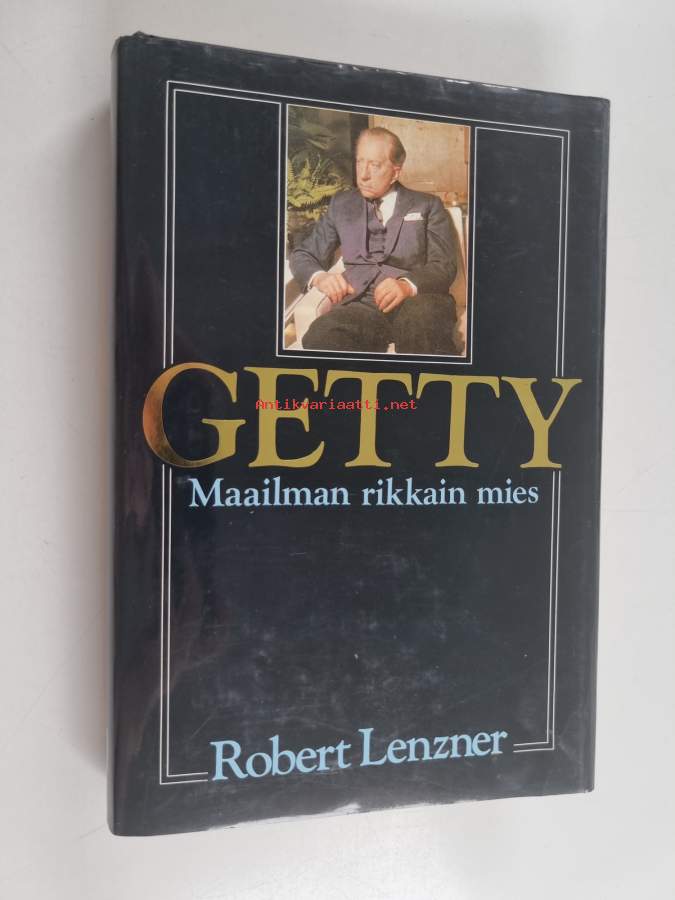 GETTY
Antikvariaatti.net
Maailman rikkain mies
Robert Lenzner